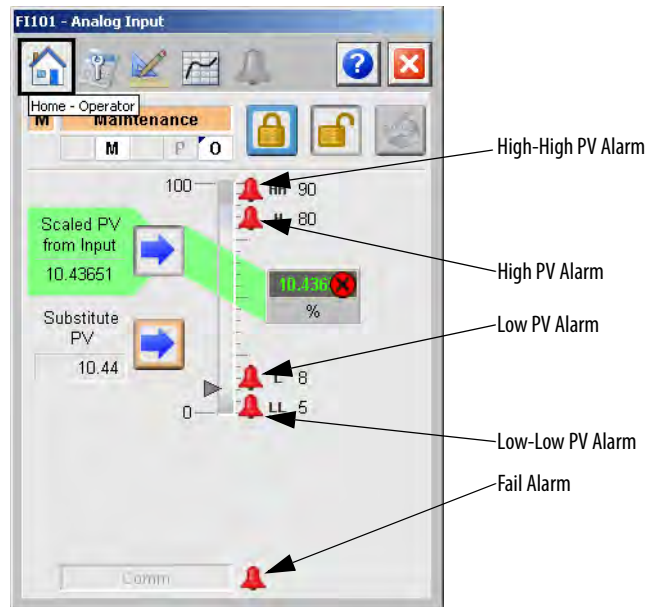 FI101 - Analog Input
Home - Operator
M Maintenance
M P O
High-High PV Alarm
100
HH 90
H 80
Scaled PV
from Input
10.43651
High PV Alarm
%
Low PV Alarm
Substitute
PV
10.44
L 8
0
LL 5
Low-Low PV Alarm
Fail Alarm
Comm